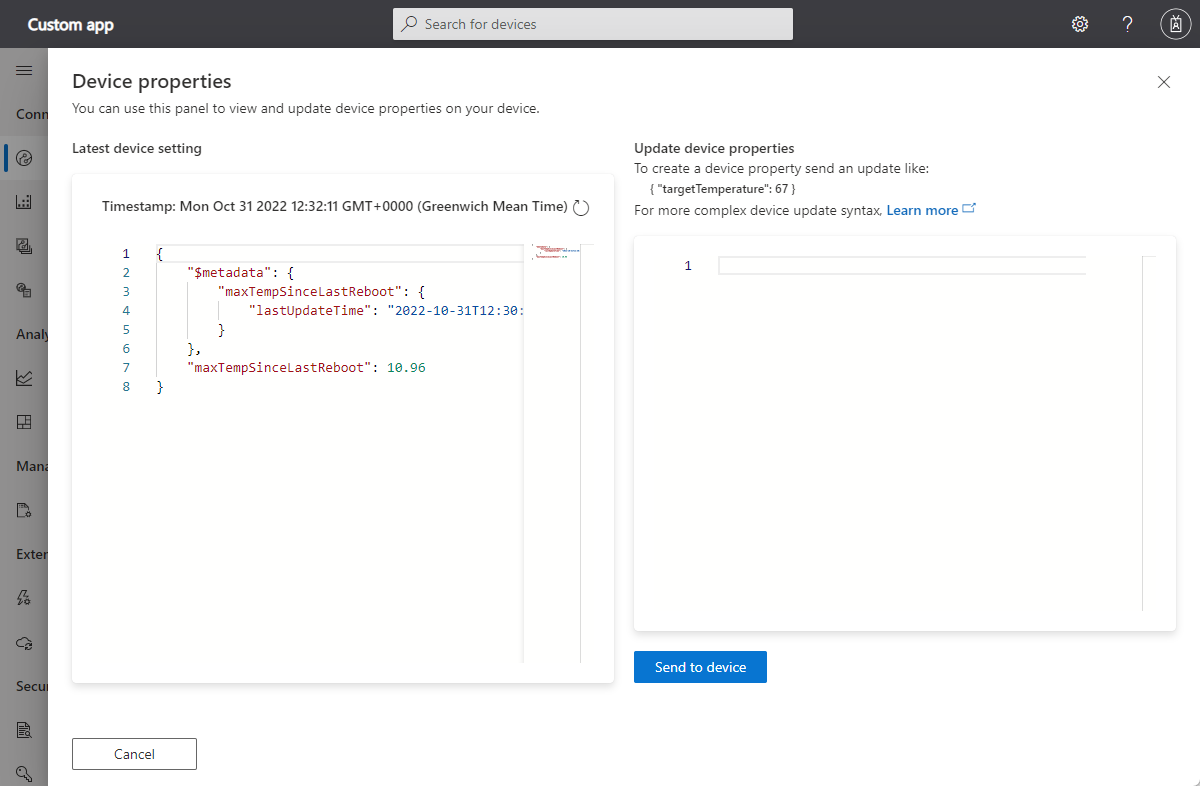 Custom app
Search for devices
?
Conn
Analy
Mana
Exter
Secur
Device properties
You can use this panel to view and update device properties on your device.
Latest device setting
Timestamp: Mon Oct 31 2022 12:32:11 GMT+0000 (Greenwich Mean Time)
1 {
2 "$metadata": {
3 "maxTempSinceLastReboot": {
4 "lastUpdateTime": "2022-10-31T12:30:
5 }
6 },
7 "maxTempSinceLastReboot": 10.96
8 }
Update device properties
To create a device property send an update like:
{ "targetTemperature": 67 }
For more complex device update syntax, Learn more
1
Send to device
Cancel